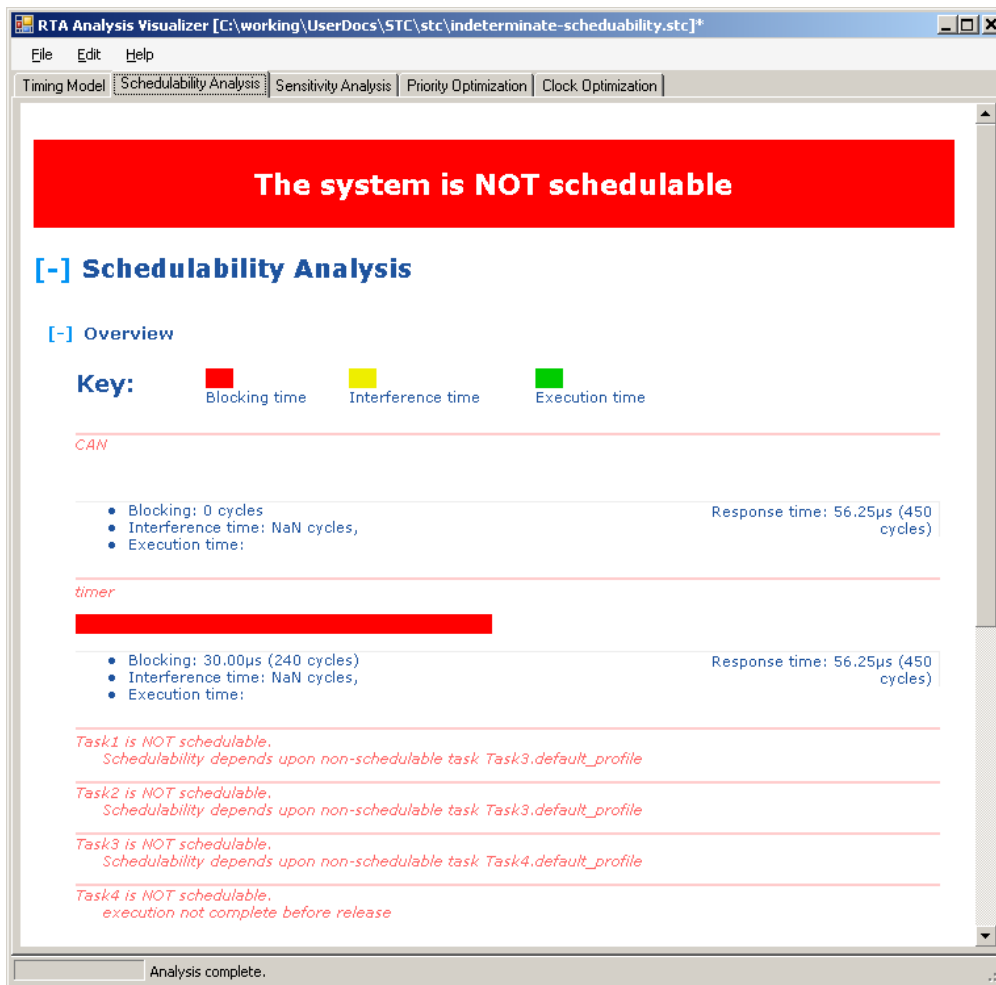 RTA Analysis Visualizer [C:\working\UserDocs\STC\stc\indeterminate-scheduability.stc]*
File Edit Help
Timing Model Schedulability Analysis Sensitivity Analysis Priority Optimization Clock Optimization
The system is NOT schedulable
[-] Schedulability Analysis
[-] Overview
Key:
Blocking time Interference time Execution time
CAN
• Blocking: 0 cycles
• Interference time: NaN cycles,
• Execution time:
Response time: 56.25µs (450
cycles)
timer
• Blocking: 30.00µs (240 cycles)
• Interference time: NaN cycles,
• Execution time:
Response time: 56.25µs (450
cycles)
Task1 is NOT schedulable.
Schedulability depends upon non-schedulable task Task3.default_profile
Task2 is NOT schedulable.
Schedulability depends upon non-schedulable task Task3.default_profile
Task3 is NOT schedulable.
Schedulability depends upon non-schedulable task Task4.default_profile
Task4 is NOT schedulable.
execution not complete before release
Analysis complete.